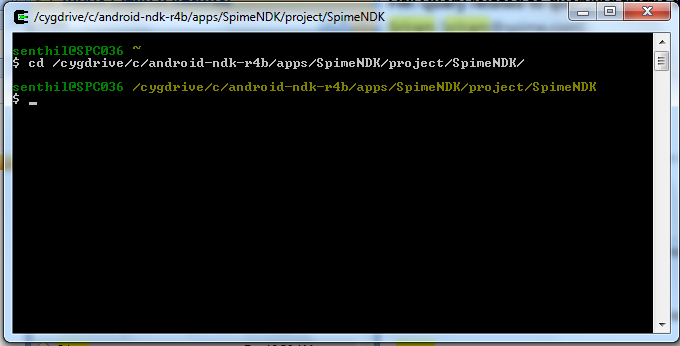 /cygdrive/c/android-ndk-r4b/apps/SpimeNDK/project/SpimeNDK
senthil@SPC036 ~
$ cd /cygdrive/c/android-ndk-r4b/apps/SpimeNDK/project/SpimeNDK/
senthil@SPC036 /cygdrive/c/android-ndk-r4b/apps/SpimeNDK/project/SpimeNDK
$